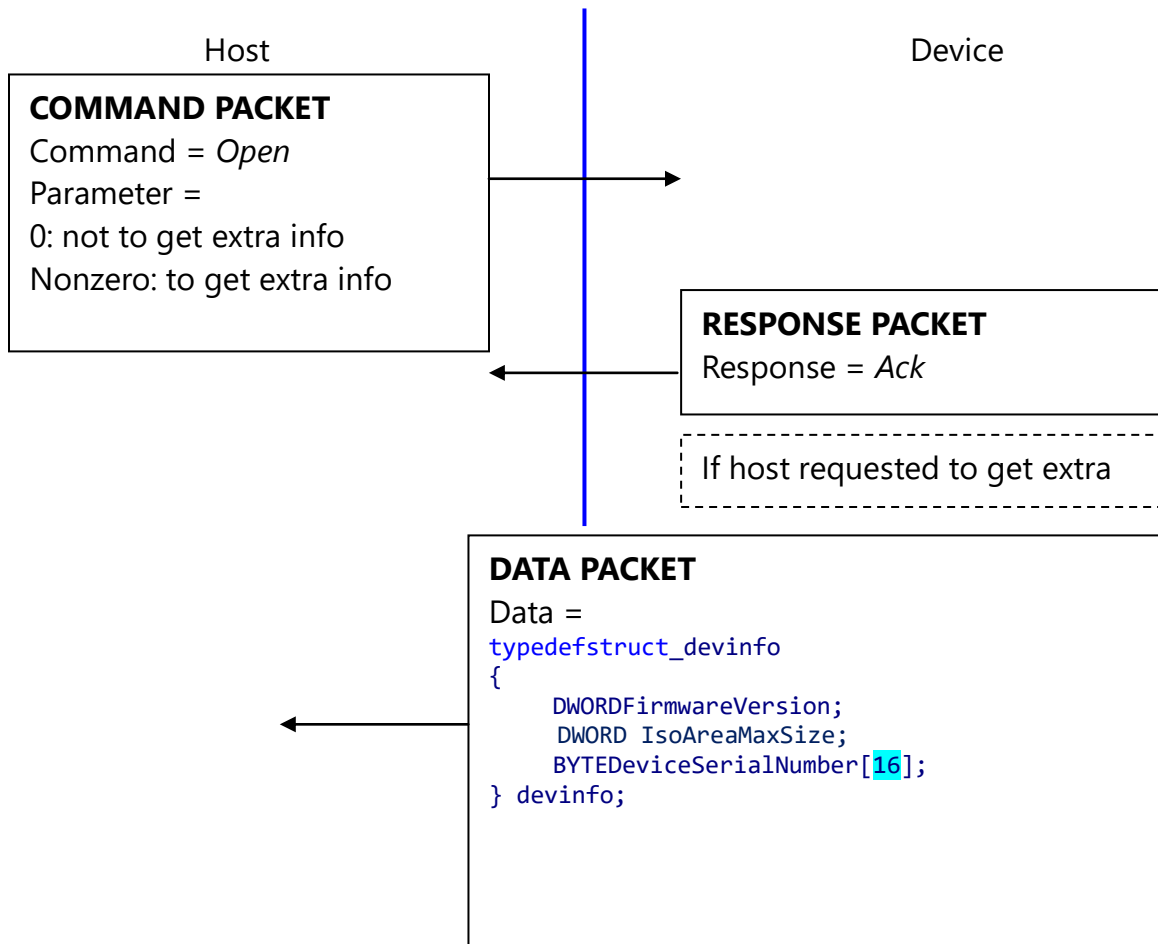 Host
Device
COMMAND PACKET
Command = Open
Parameter =
0: not to get extra info
Nonzero: to get extra info
RESPONSE PACKET
Response = Ack
If host requested to get extra
DATA PACKET
Data =
typedefstruct_devinfo
{
DWORDFirmwareVersion;
DWORD IsoAreaMaxSize;
BYTEDeviceSerialNumber[16];
} devinfo;